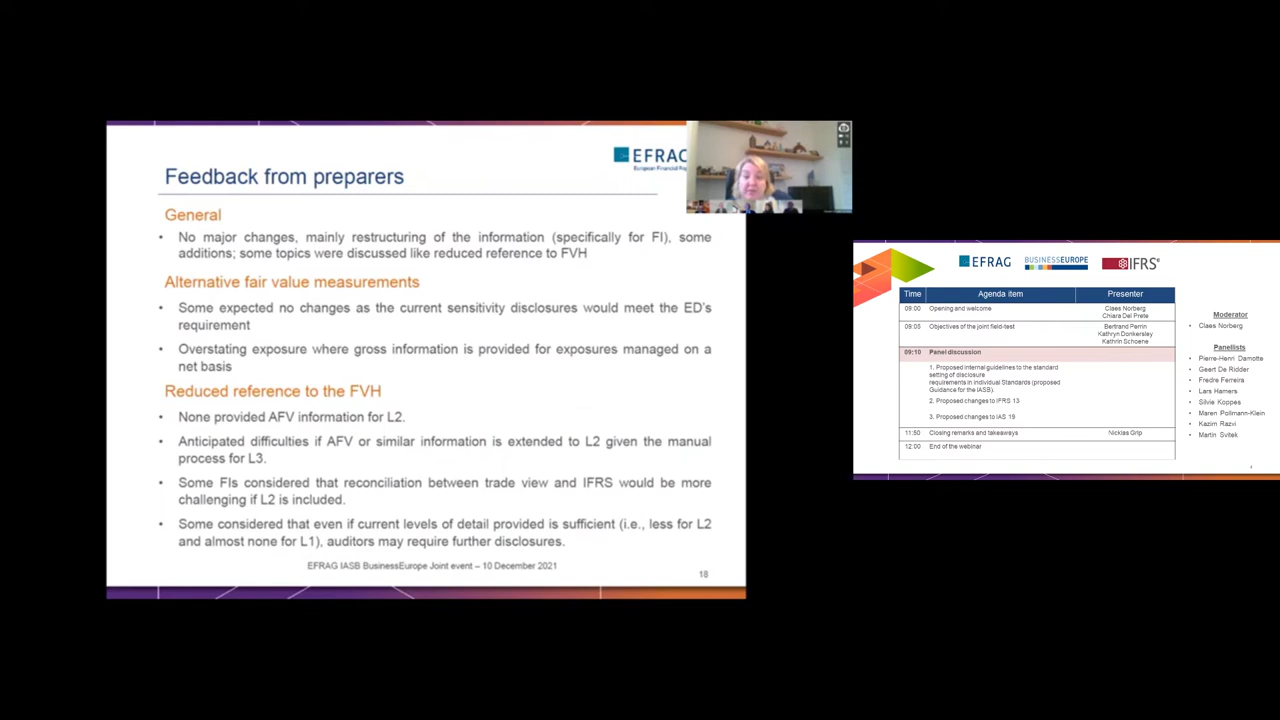 EFRAG
Feedback from preparers
General
• No major changes, mainly restructuring of the information (specifically for FI), some
additions; some topics were discussed like reduced reference to FVH
Alternative fair value measurements
• Some expected no changes as the current sensitivity disclosures would meet the ED's
requirement
• Overstating exposure where gross information is provided for exposures managed on a
net basis
Reduced reference to the FVH
• None provided AFV information for L2.
• Anticipated difficulties if AFV or similar information is extended to L2 given the manual
process for L3.
• Some FIs considered that reconciliation between trade view and IFRS would be more
challenging if L2 is included.
• Some considered that even if current levels of detail provided is sufficient (i.e., less for L2
and almost none for L1), auditors may require further disclosures.
EFRAG IASB BusinessEurope Joint event – 10 December 2021
18
EFRAG
BUSINESSEUROPE
IFRS®
Time Agenda item Presenter
09:00 Opening and welcome Claes Norberg
Chiara Del Prete
09:05 Objectives of the joint field-test Bertrand Perrin
Kathryn Donkersley
Kathrin Schoene
09:10 Panel discussion
1. Proposed internal guidelines to the standard
setting of disclosure
requirements in individual Standards (proposed
Guidance for the IASB).
2. Proposed changes to IFRS 13
3. Proposed changes to IAS 19
11:50 Closing remarks and takeaways Nicklas Grip
12:00 End of the webinar
Moderator
• Claes Norberg
Panellists
• Pierre-Henri Damotte
• Geert De Ridder
• Fredre Ferreira
• Lars Hamers
• Silvie Koppes
• Maren Pollmann-Klein
• Kazim Razvi
• Martin Svitek